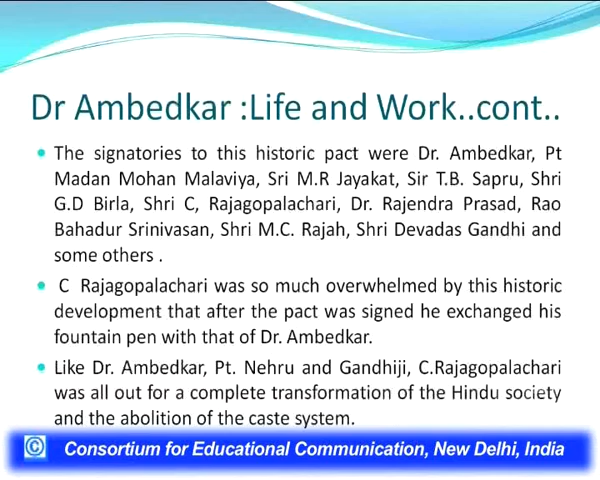 Dr Ambedkar :Life and Work..cont..
• The signatories to this historic pact were Dr. Ambedkar, Pt
Madan Mohan Malaviya, Sri M.R Jayakat, Sir T.B. Sapru, Shri
G.D Birla, Shri C, Rajagopalachari, Dr. Rajendra Prasad, Rao
Bahadur Srinivasan, Shri M.C. Rajah, Shri Devadas Gandhi and
some others .
• C Rajagopalachari was so much overwhelmed by this historic
development that after the pact was signed he exchanged his
fountain pen with that of Dr. Ambedkar.
• Like Dr. Ambedkar, Pt. Nehru and Gandhiji, C.Rajagopalachari
was all out for a complete transformation of the Hindu society
and the abolition of the caste system.
© Consortium for Educational Communication, New Delhi, India